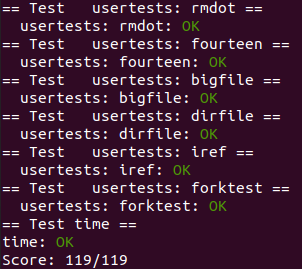 == Test   usertests: rmdot ==
  usertests: rmdot: OK
== Test   usertests: fourteen ==
  usertests: fourteen: OK
== Test   usertests: bigfile ==
  usertests: bigfile: OK
== Test   usertests: dirfile ==
  usertests: dirfile: OK
== Test   usertests: iref ==
  usertests: iref: OK
== Test   usertests: forktest ==
  usertests: forktest: OK
== Test time ==
time: OK
Score: 119/119